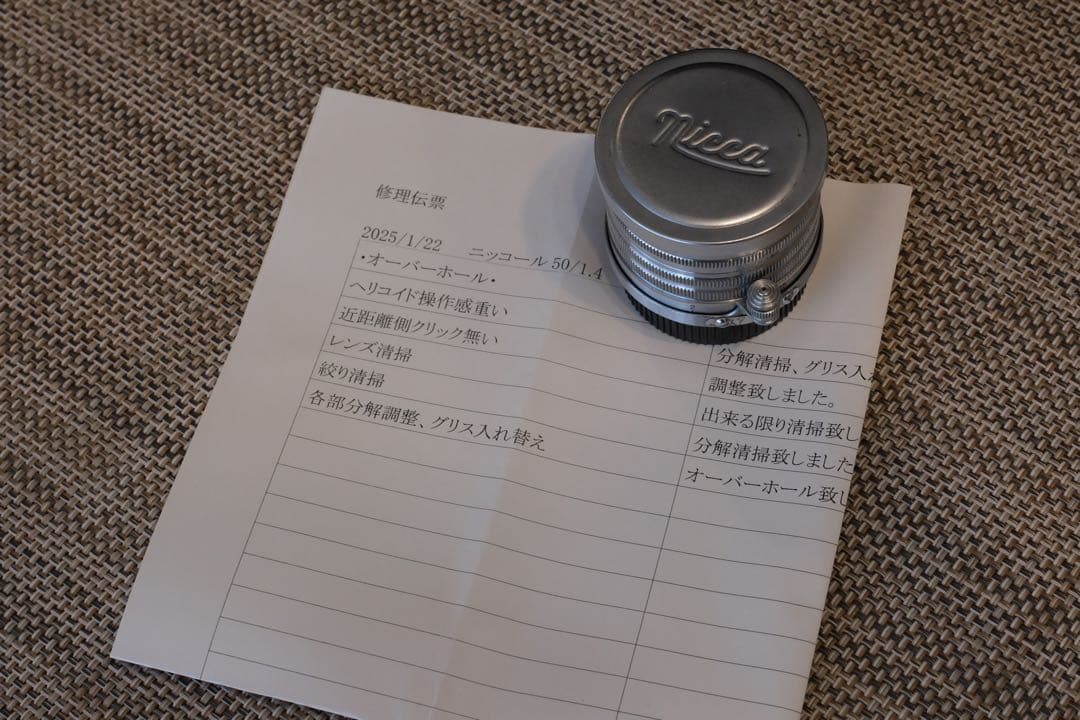 Nicca
修理伝票
2025/1/22 ニッコール 50/1.4
・オーバーホール・
ヘリコイド操作感重い 分解清掃、グリス入れ
近距離側クリック無い 調整致しました。
レンズ清掃 出来る限り清掃致し
絞り清掃 分解清掃致しました
各部分解調整、グリス入れ替え オーバーホール致し